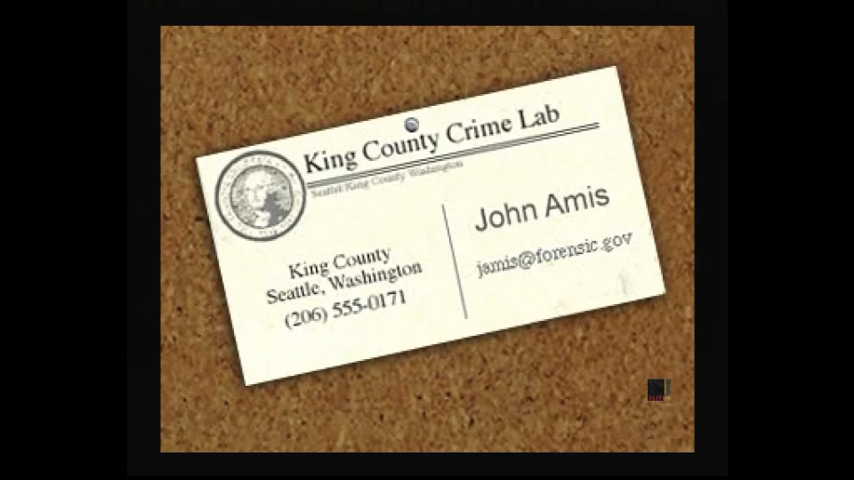 King County Crime Lab
Seattle/King County Washington
John Amis
jamis@forensic.gov
King County
Seattle, Washington
(206) 555-0171